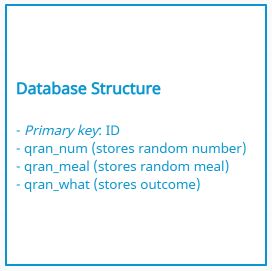 Database Structure
- Primary key: ID
- qran_num (stores random number)
- qran_meal (stores random meal)
- qran_what (stores outcome)